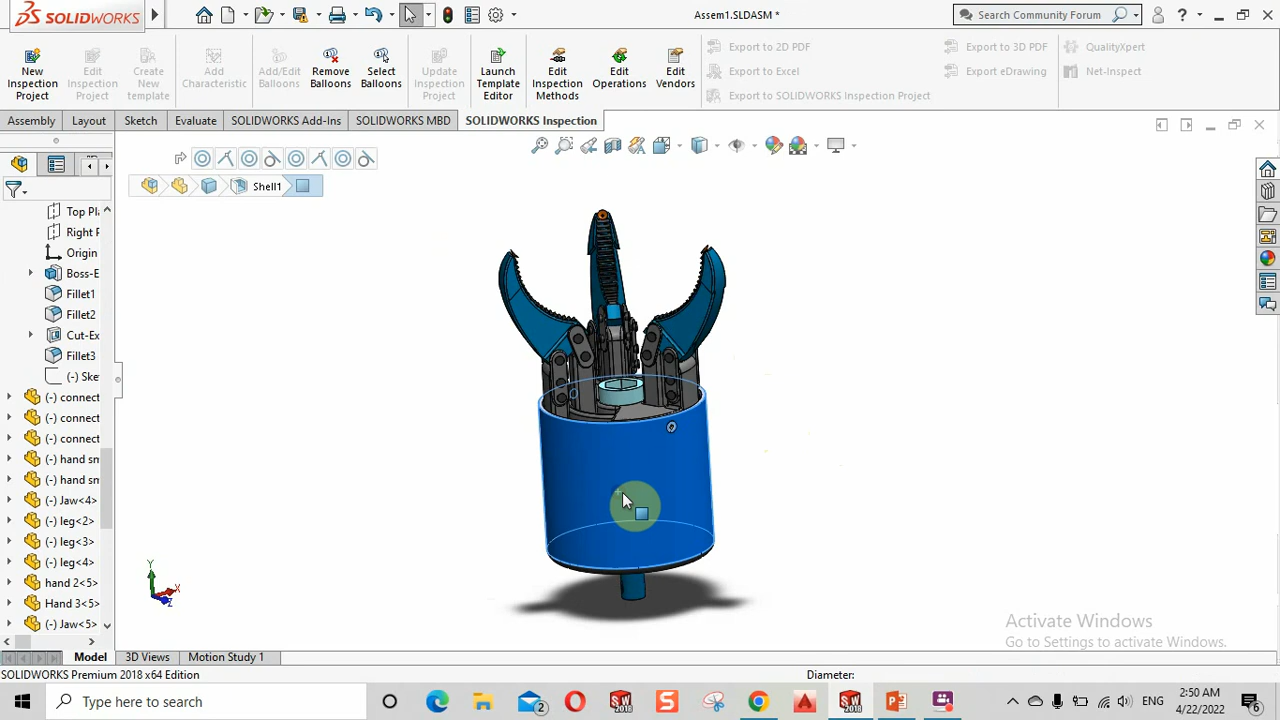 SOLIDWORKS
Assem1.SLDASM *
Search Community Forum
New Inspection Project
Edit Inspection Project
Create New template
Add Characteristic
Add/Edit Balloons
Remove Balloons
Select Balloons
Update Inspection Project
Launch Template Editor
Edit Inspection Methods
Edit Operations
Edit Vendors
Export to 2D PDF
Export to Excel
Export to SOLIDWORKS Inspection Project
Export to 3D PDF
Export eDrawing
QualityXpert
Net-Inspect
Assembly
Layout
Sketch
Evaluate
SOLIDWORKS Add-Ins
SOLIDWORKS MBD
SOLIDWORKS Inspection
Shell1
Top Pl
Right F
Origin
Boss-E
Fillet1
Fillet2
Cut-Ex
Fillet3
(-) Ske
(-) connect
(-) connect
(-) connect
(-) hand sm
(-) hand sm
(-) Jaw<4>
(-) leg<2>
(-) leg<3>
(-) leg<4>
hand 2<5>
Hand 3<5>
(-) Jaw<5>
Y
X
Z
Activate Windows
Go to Settings to activate Windows.
Model
3D Views
Motion Study 1
SOLIDWORKS Premium 2018 x64 Edition
Diameter:
Type here to search
2
2018
2018
ENG
2:50 AM
4/22/2022
6